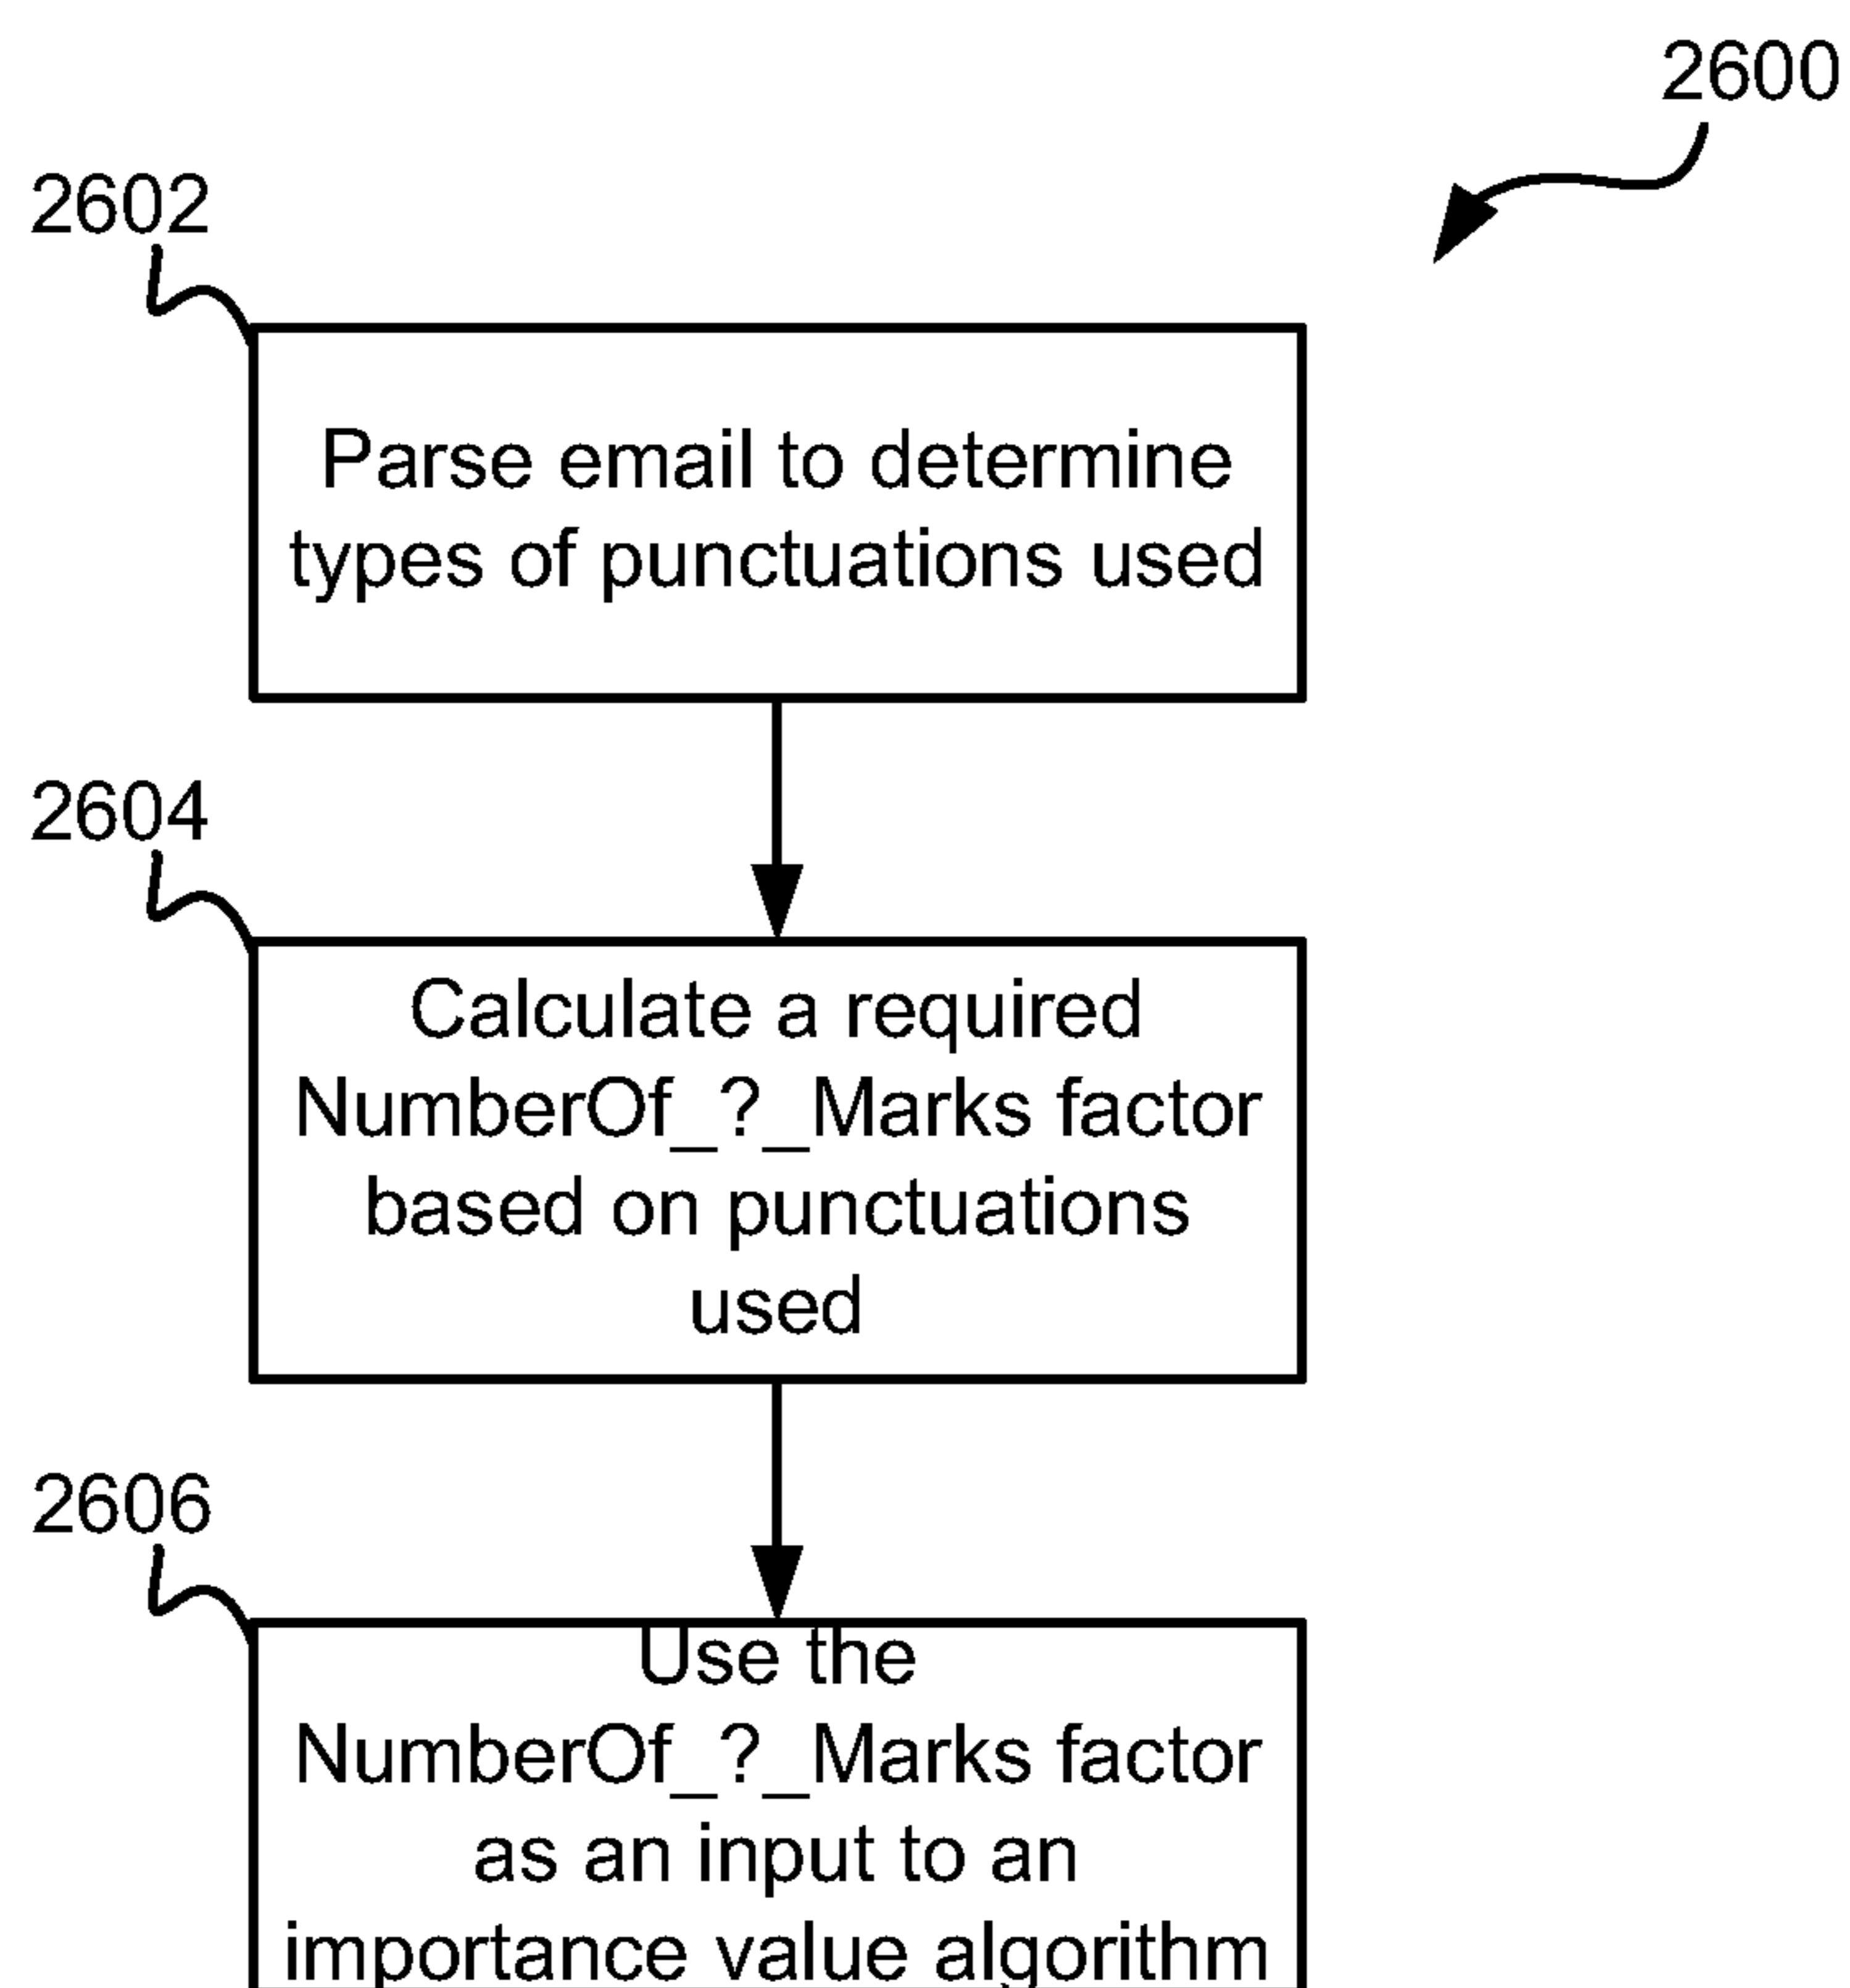 2600
2602
Parse email to determine
types of punctuations used
2604
Calculate a required
NumberOf_?_Marks factor
based on punctuations
used
2606
Use the
NumberOf_?_Marks factor
as an input to an
importance value algorithm